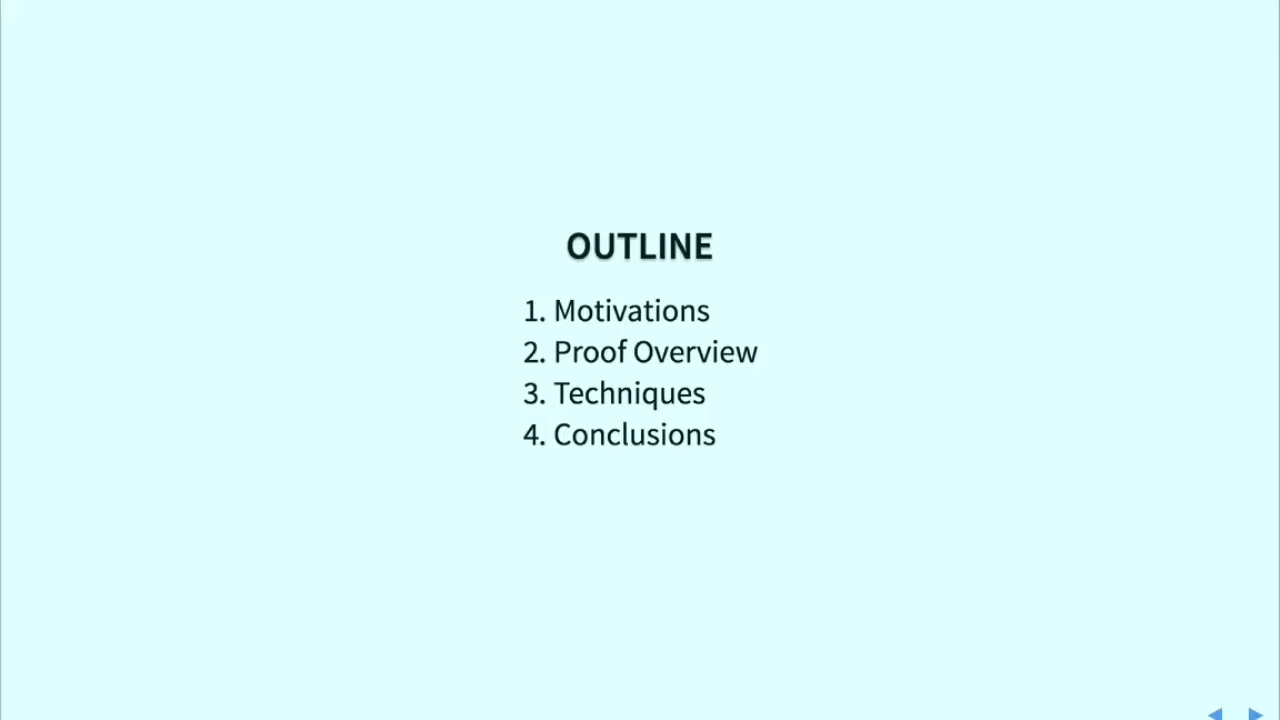 OUTLINE
1. Motivations
2. Proof Overview
3. Techniques
4. Conclusions